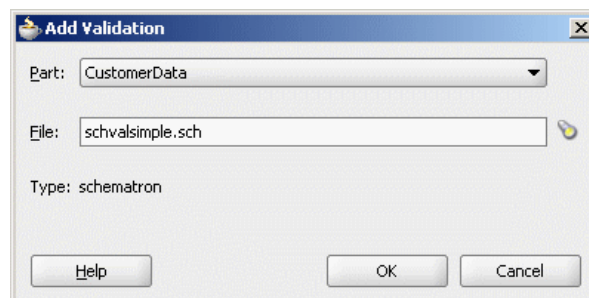 Add Validation
Part: CustomerData
File: schvalsimple.sch
Type: schematron
Help OK Cancel